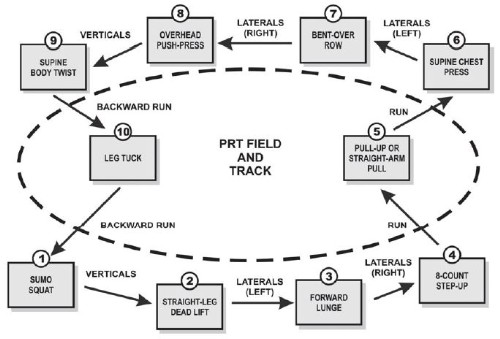 8
7
LATERALS
(RIGHT)
LATERALS
(LEFT)
6
9
VERTICALS
OVERHEAD
PUSH-PRESS
BENT-OVER
ROW
SUPINE CHEST
PRESS
SUPINE
BODY TWIST
BACKWARD RUN
RUN
10
LEG TUCK
PRT FIELD
AND
TRACK
5
PULL-UP OR
STRAIGHT-ARM
PULL
BACKWARD RUN
RUN
1
SUMO
SQUAT
VERTICALS
2
STRAIGHT-LEG
DEAD LIFT
LATERALS
(LEFT)
3
FORWARD
LUNGE
LATERALS
(RIGHT)
4
8-COUNT
STEP-UP